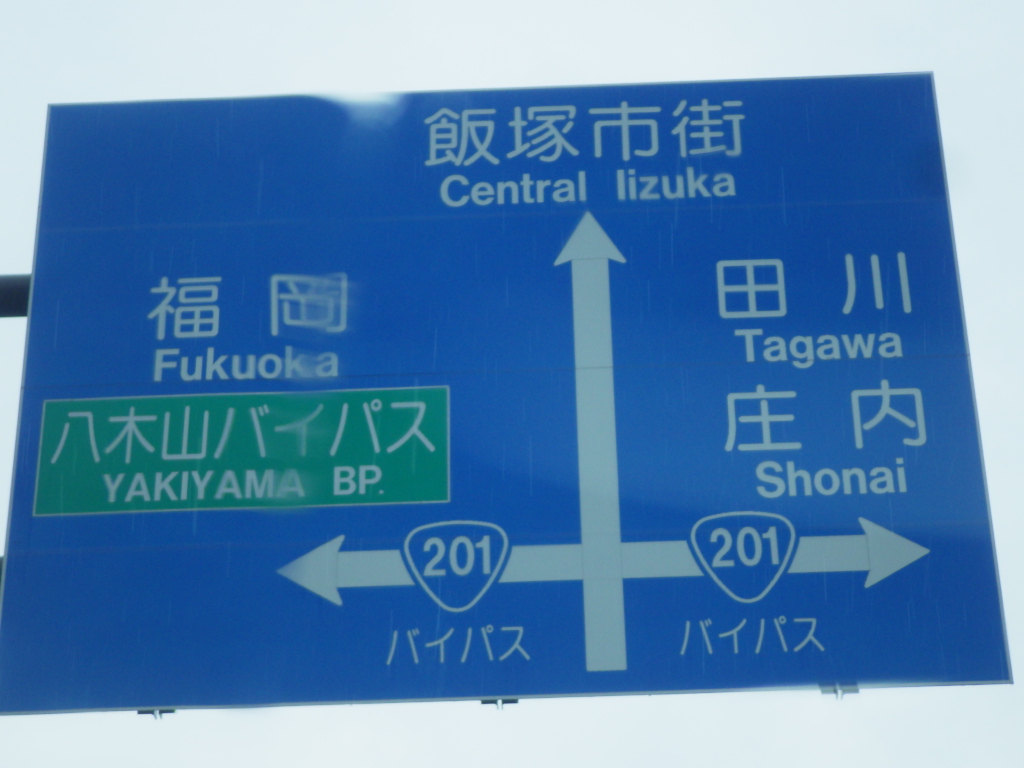 飯塚市街
Central Iizuka
福岡
Fukuoka
八木山バイパス
YAKIYAMA BP.
田川
Tagawa
庄内
Shonai
201
バイパス
201
バイパス